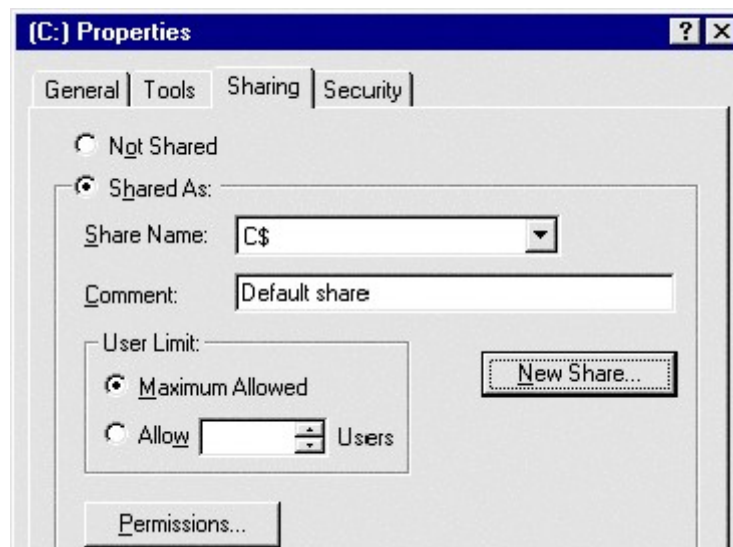 (C:) Properties
General Tools Sharing Security
Not Shared
Shared As:
Share Name: C$
Comment: Default share
User Limit:
Maximum Allowed
New Share...
Allow Users
Permissions...